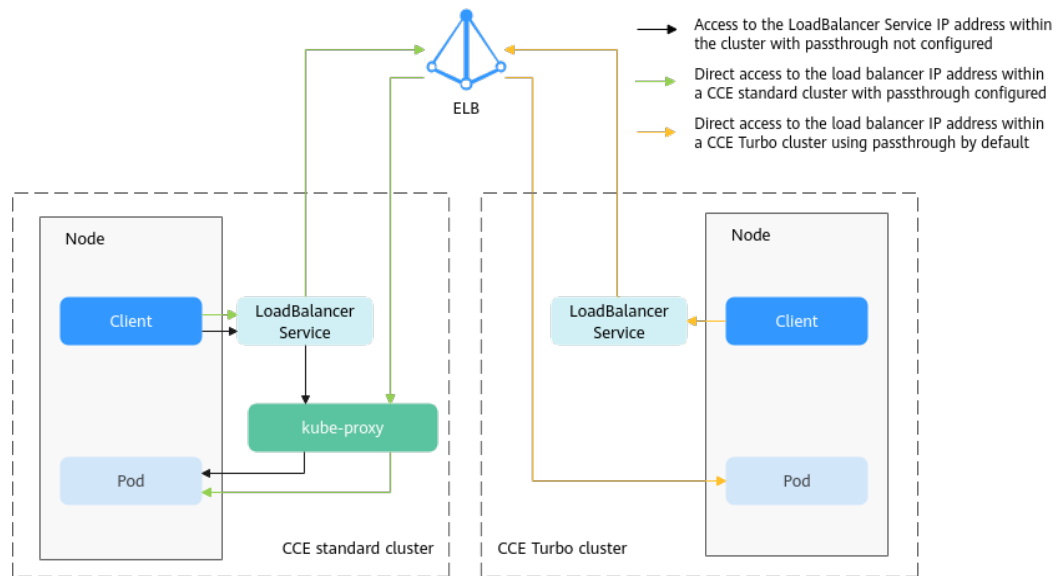 Access to the LoadBalancer Service IP address within
the cluster with passthrough not configured
Direct access to the load balancer IP address within
a CCE standard cluster with passthrough configured
Direct access to the load balancer IP address within
a CCE Turbo cluster using passthrough by default
ELB
Node
Client
LoadBalancer
Service
kube-proxy
Pod
CCE standard cluster
Node
LoadBalancer
Service
Client
Pod
CCE Turbo cluster